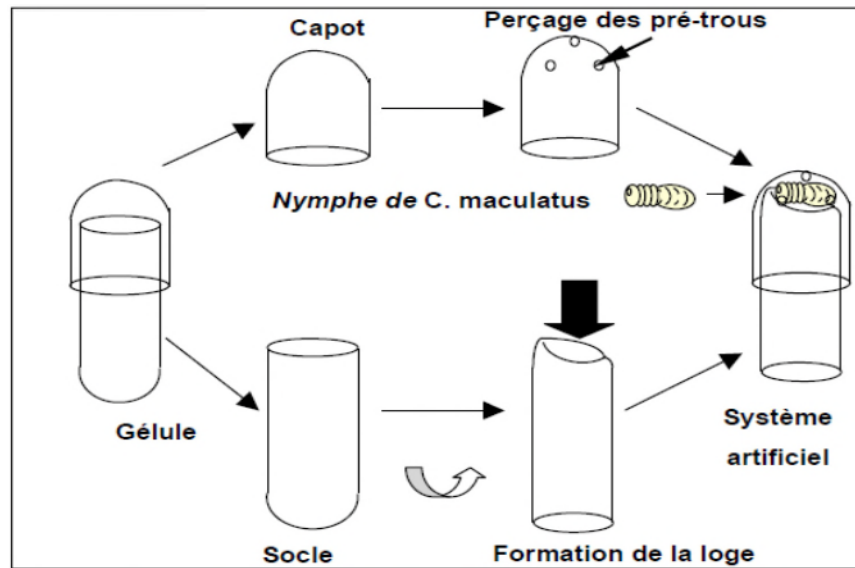 Capot
Perçage des pré-trous
Nymphe de C. maculatus
Gélule
Système
artificiel
Socle
Formation de la loge